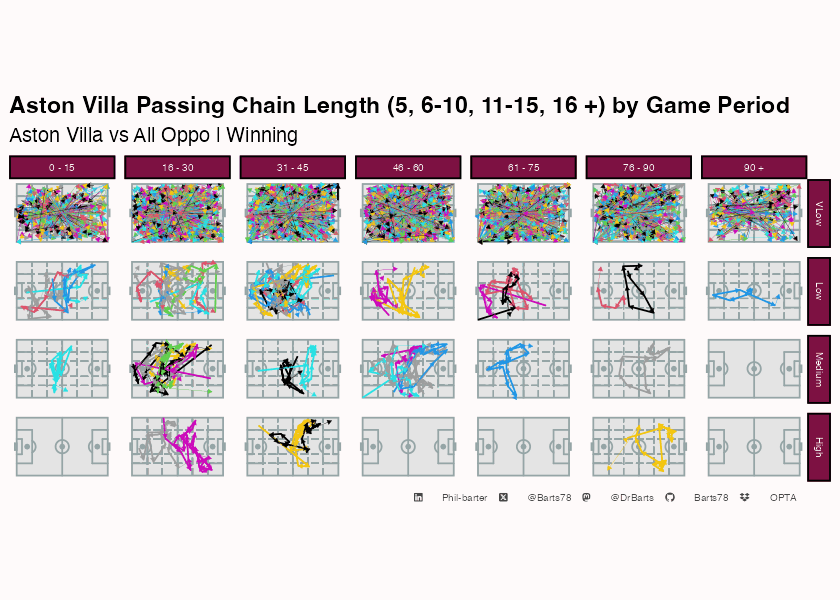 Aston Villa Passing Chain Length (5, 6-10, 11-15, 16 +) by Game Period
Aston Villa vs All Oppo | Winning
0 - 15
16 - 30
31 - 45
46 - 60
61 - 75
76 - 90
90 +
VLow
Low
Medium
High
Phil-barter @Barts78 @DrBarts Barts78 OPTA